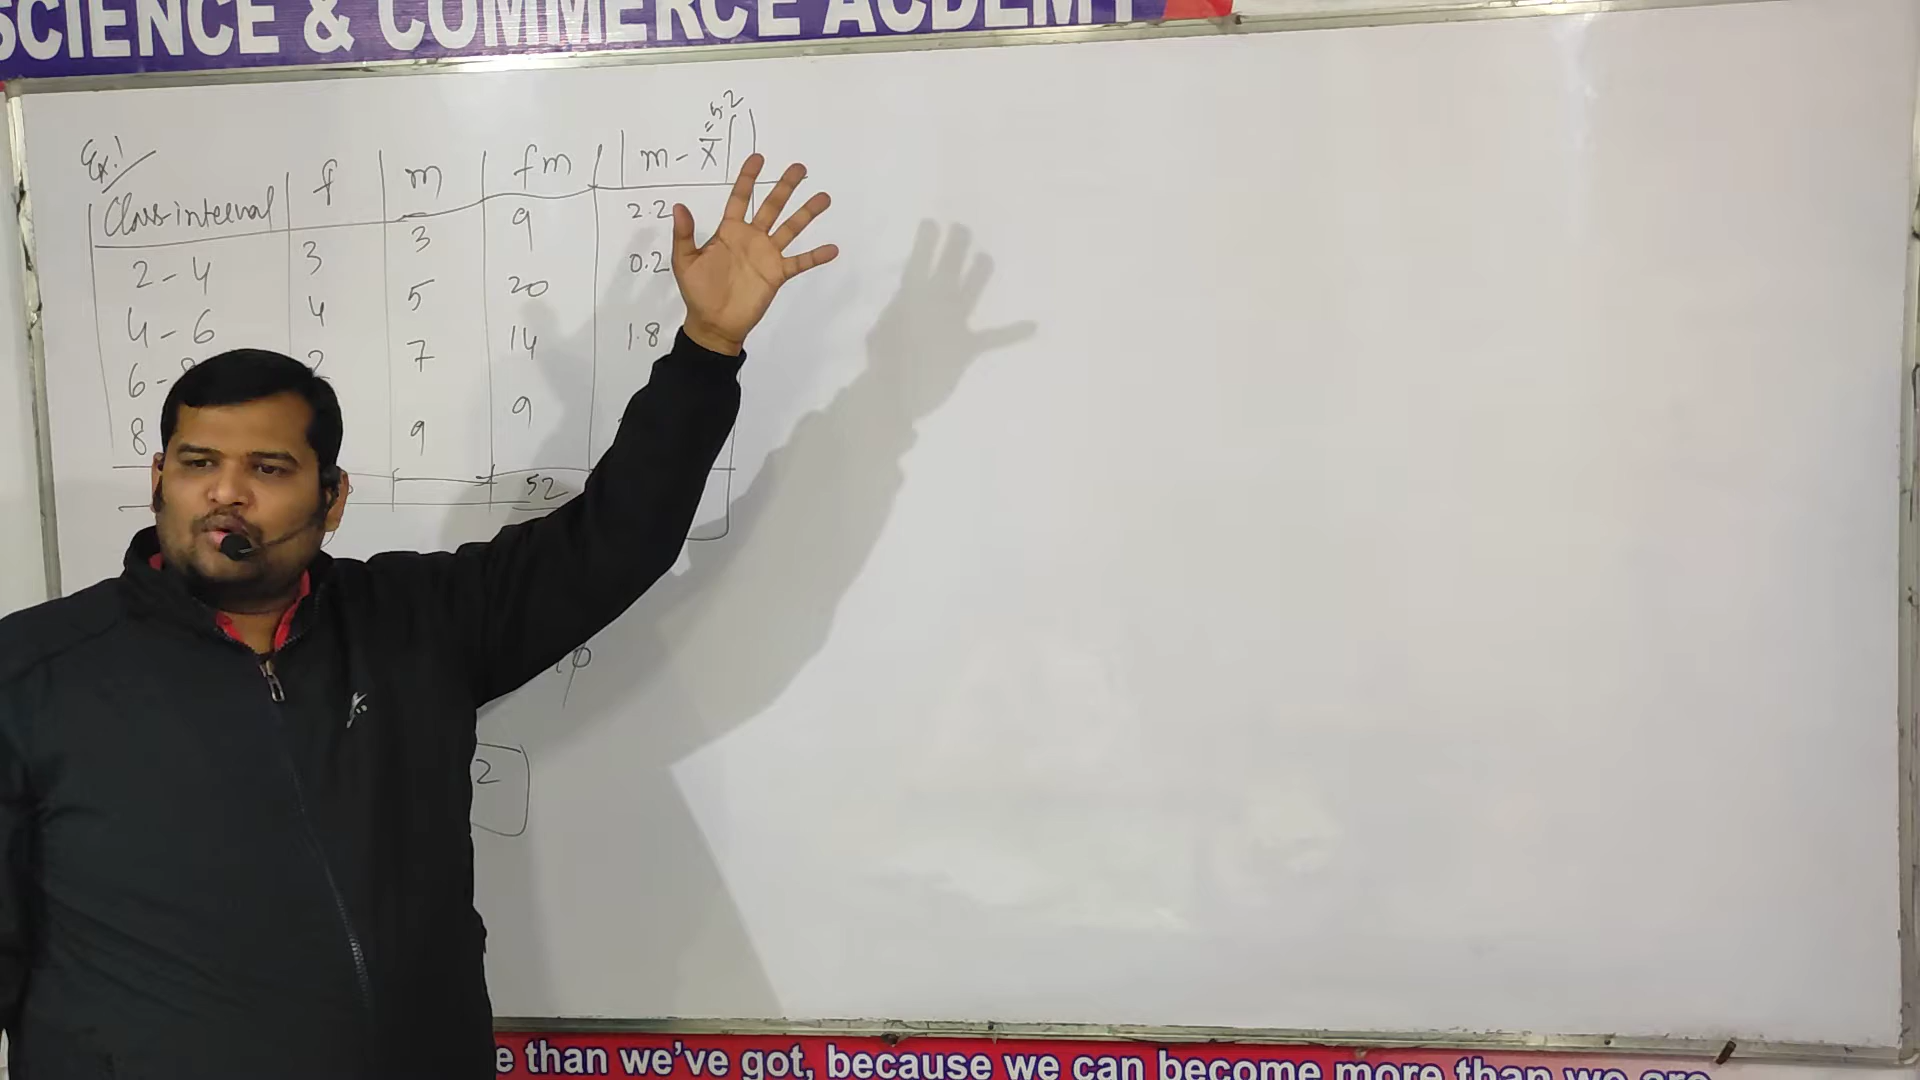 SCIENCE & COMMERCE ACDEMY
Ex!
= 5.2
Class-interval f m fm |m - x̄|
2 - 4 3 3 9 2.2
4 - 6 4 5 20 0.2
6 - 2 7 14 1.8
8 9 9
52
2
e than we've got, because we can become more than we are